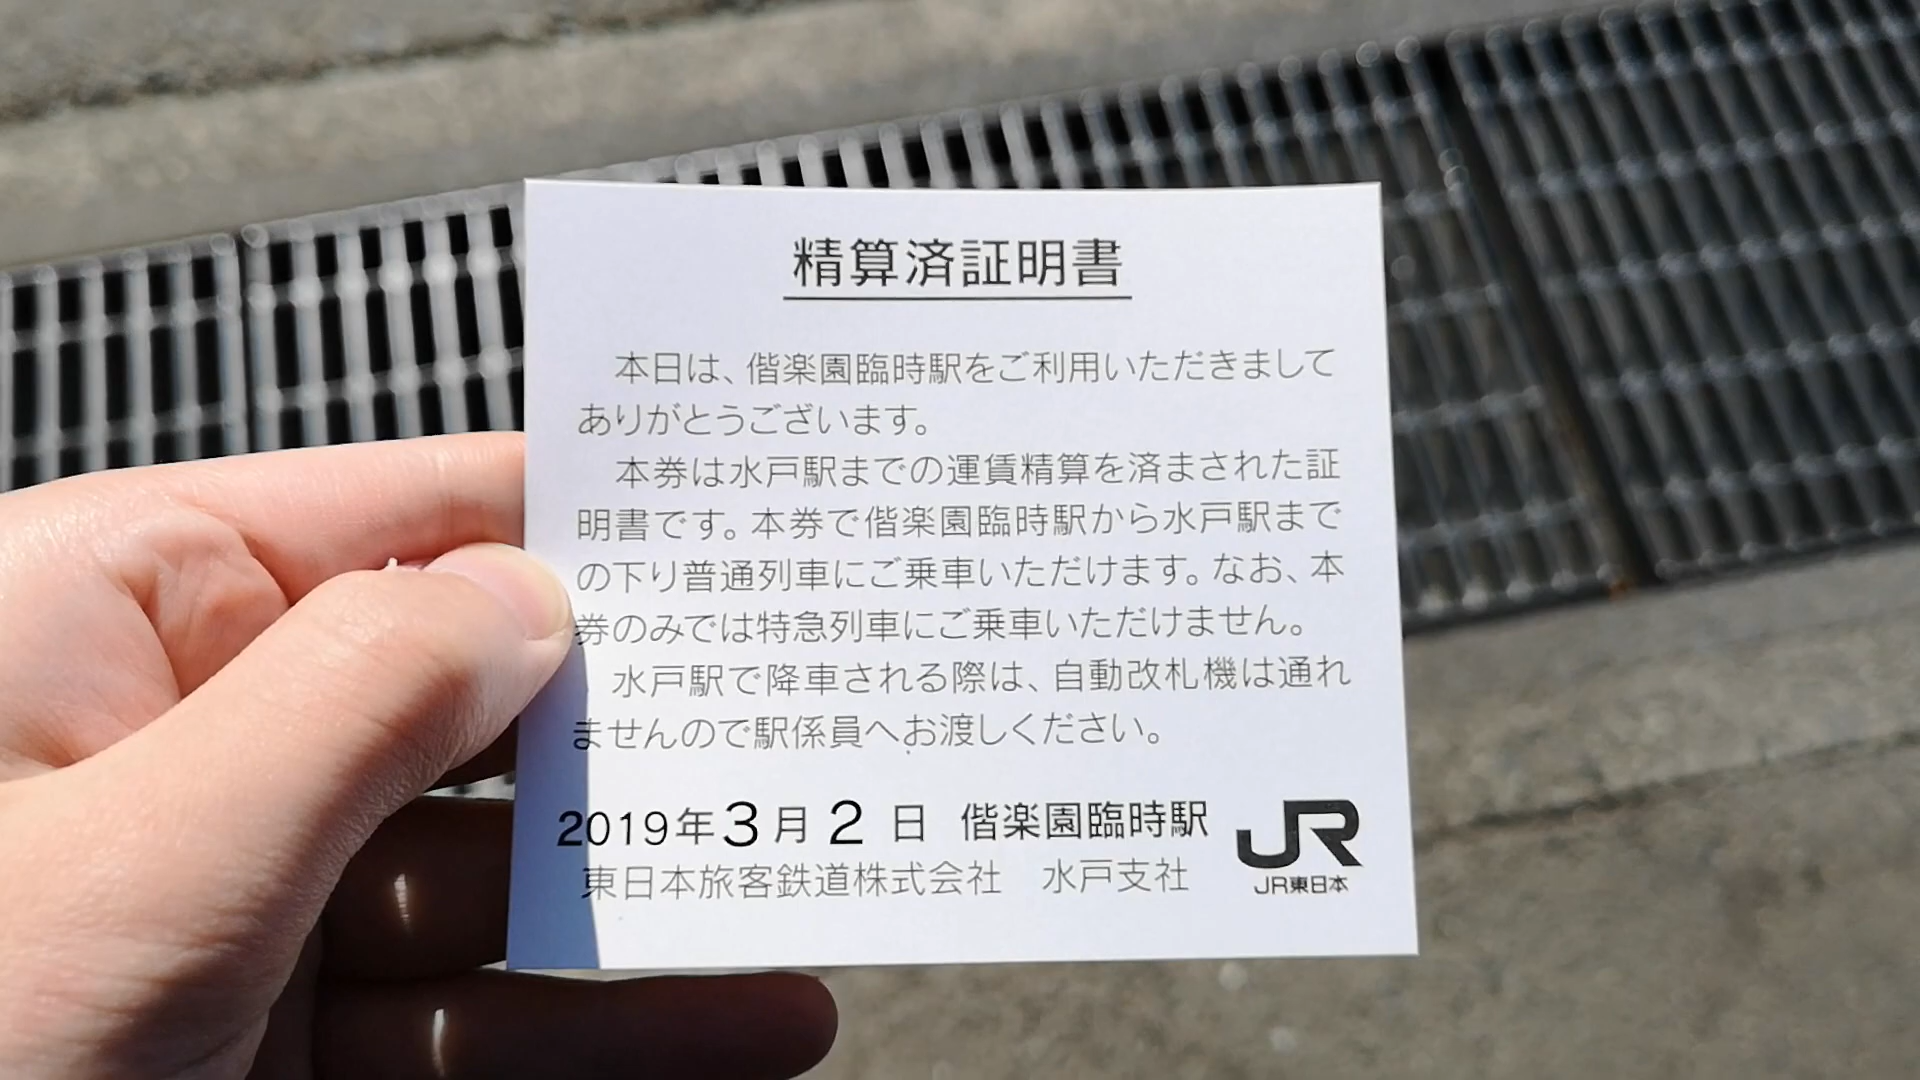 精算済証明書
本日は、偕楽園臨時駅をご利用いただきまして
ありがとうございます。
本券は水戸駅までの運賃精算を済まされた証
明書です。本券で偕楽園臨時駅から水戸駅まで
の下り普通列車にご乗車いただけます。なお、本
券のみでは特急列車にご乗車いただけません。
水戸駅で降車される際は、自動改札機は通れ
ませんので駅係員へお渡しください。
2019年3月2日 偕楽園臨時駅
東日本旅客鉄道株式会社 水戸支社
JR
JR東日本